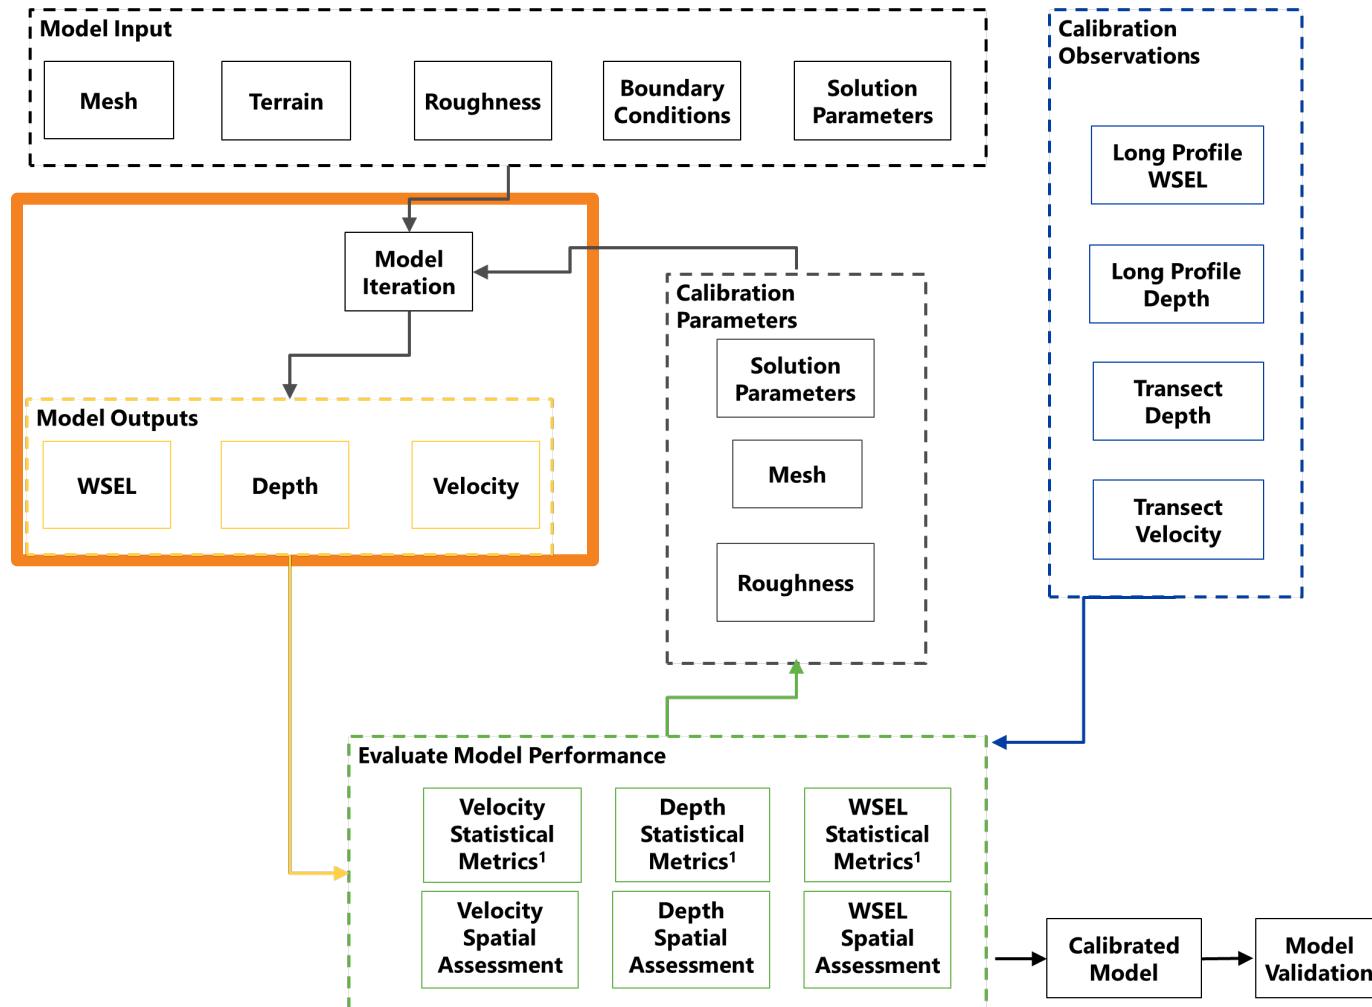 Model Input
Mesh
Terrain
Roughness
Boundary
Conditions
Solution
Parameters
Calibration
Observations
Long Profile
WSEL
Long Profile
Depth
Transect
Depth
Transect
Velocity
Model
Iteration
Model Outputs
WSEL
Depth
Velocity
Calibration
Parameters
Solution
Parameters
Mesh
Roughness
Evaluate Model Performance
Velocity
Statistical
Metrics¹
Depth
Statistical
Metrics¹
WSEL
Statistical
Metrics¹
Velocity
Spatial
Assessment
Depth
Spatial
Assessment
WSEL
Spatial
Assessment
Calibrated
Model
Model
Validation